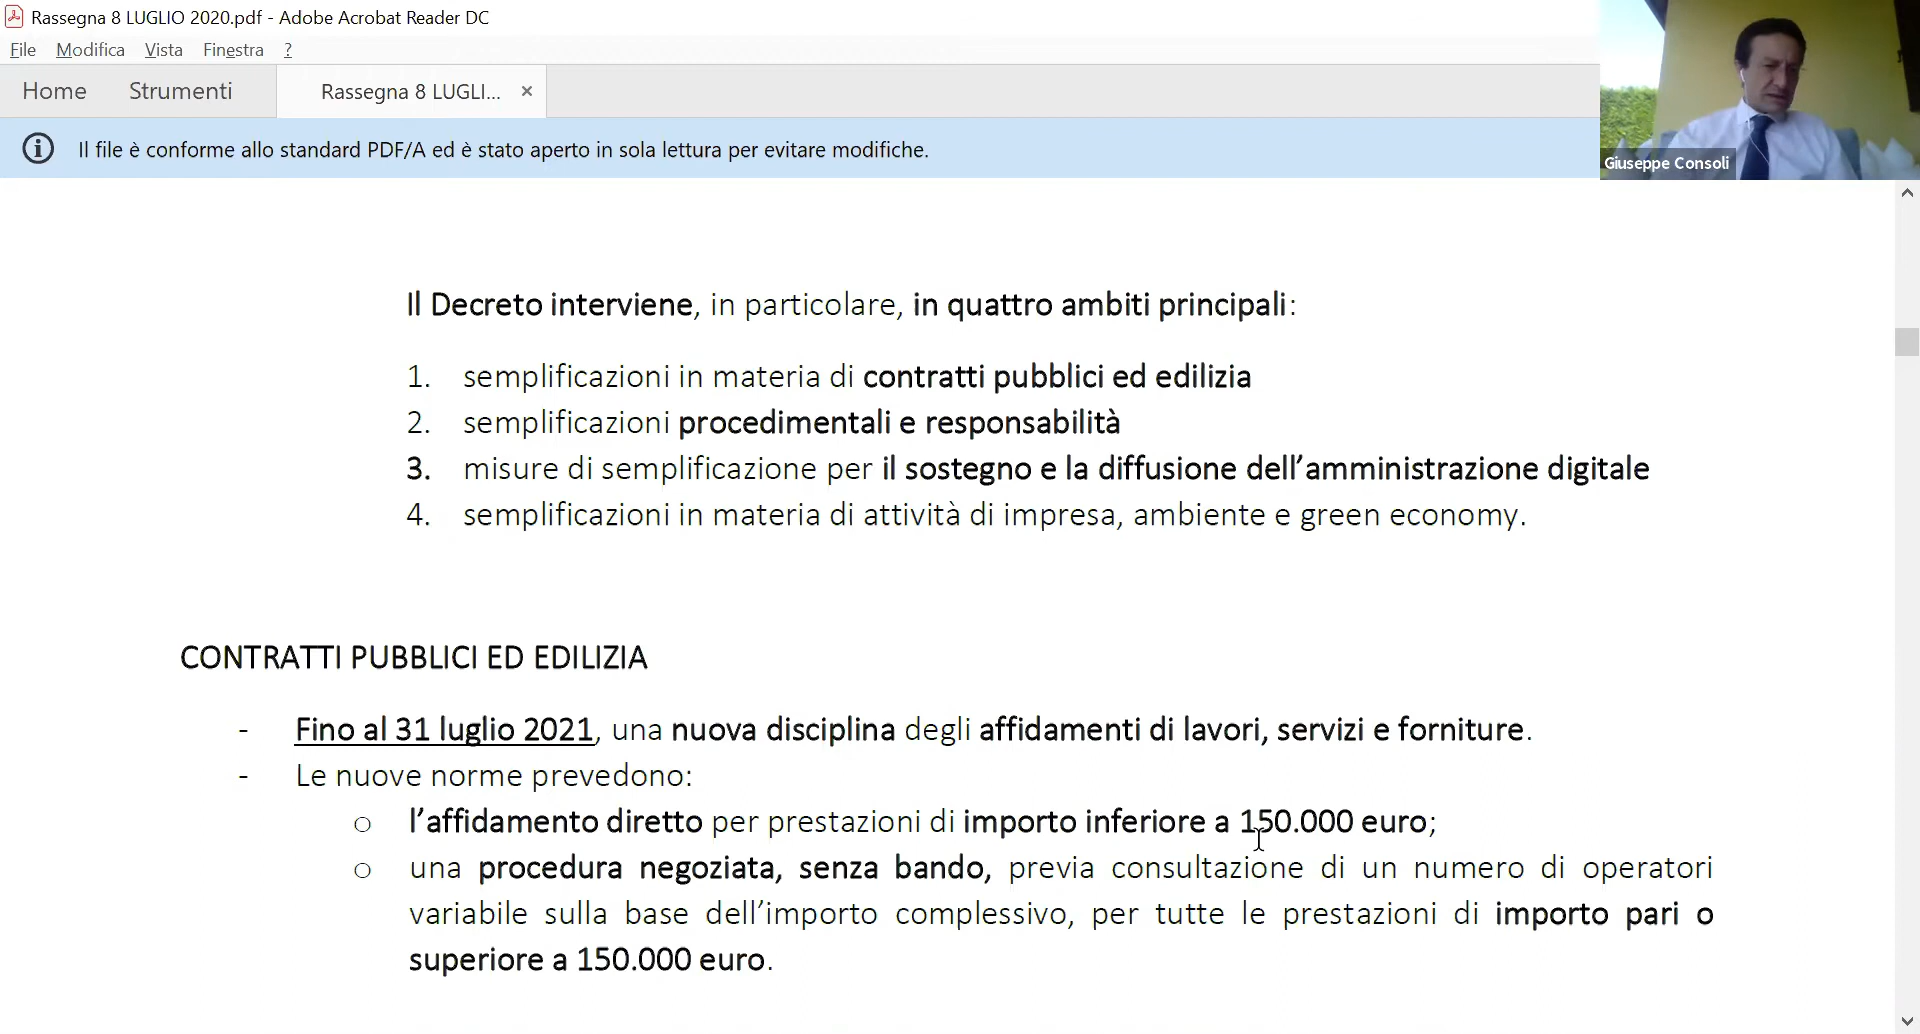 Rassegna 8 LUGLIO 2020.pdf - Adobe Acrobat Reader DC
File Modifica Vista Finestra ?
Home Strumenti Rassegna 8 LUGLI... ×
Il file è conforme allo standard PDF/A ed è stato aperto in sola lettura per evitare modifiche.
Giuseppe Consoli
Il Decreto interviene, in particolare, in quattro ambiti principali:
1. semplificazioni in materia di contratti pubblici ed edilizia
2. semplificazioni procedimentali e responsabilità
3. misure di semplificazione per il sostegno e la diffusione dell’amministrazione digitale
4. semplificazioni in materia di attività di impresa, ambiente e green economy.
CONTRATTI PUBBLICI ED EDILIZIA
- Fino al 31 luglio 2021, una nuova disciplina degli affidamenti di lavori, servizi e forniture.
- Le nuove norme prevedono:
o l’affidamento diretto per prestazioni di importo inferiore a 150.000 euro;
o una procedura negoziata, senza bando, previa consultazione di un numero di operatori
variabile sulla base dell’importo complessivo, per tutte le prestazioni di importo pari o
superiore a 150.000 euro.